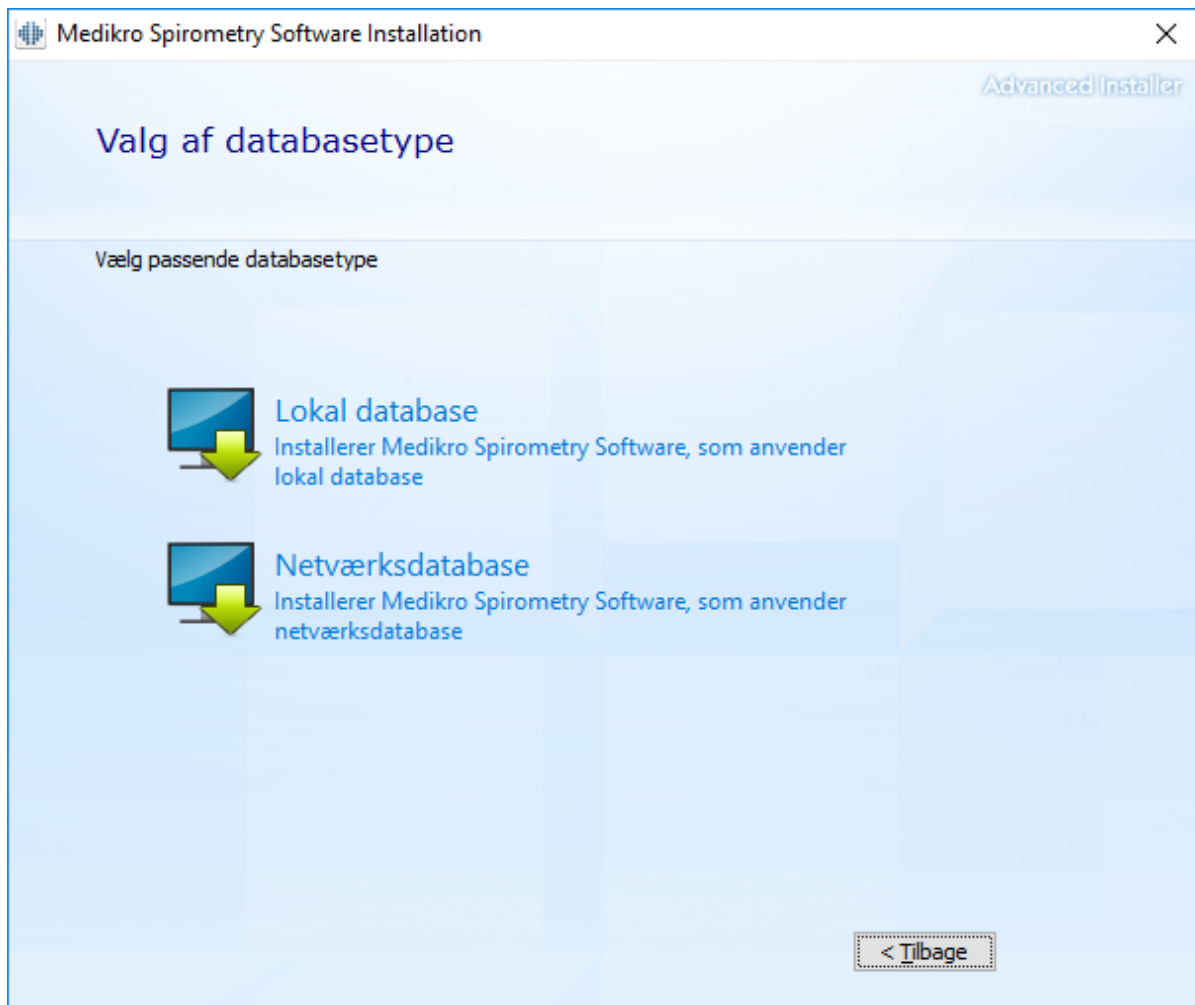 Medikro Spirometry Software Installation
Advanced Installer
Valg af databasetype
Vælg passende databasetype
Lokal database
Installerer Medikro Spirometry Software, som anvender
lokal database
Netværksdatabase
Installerer Medikro Spirometry Software, som anvender
netværksdatabase
< Tilbage